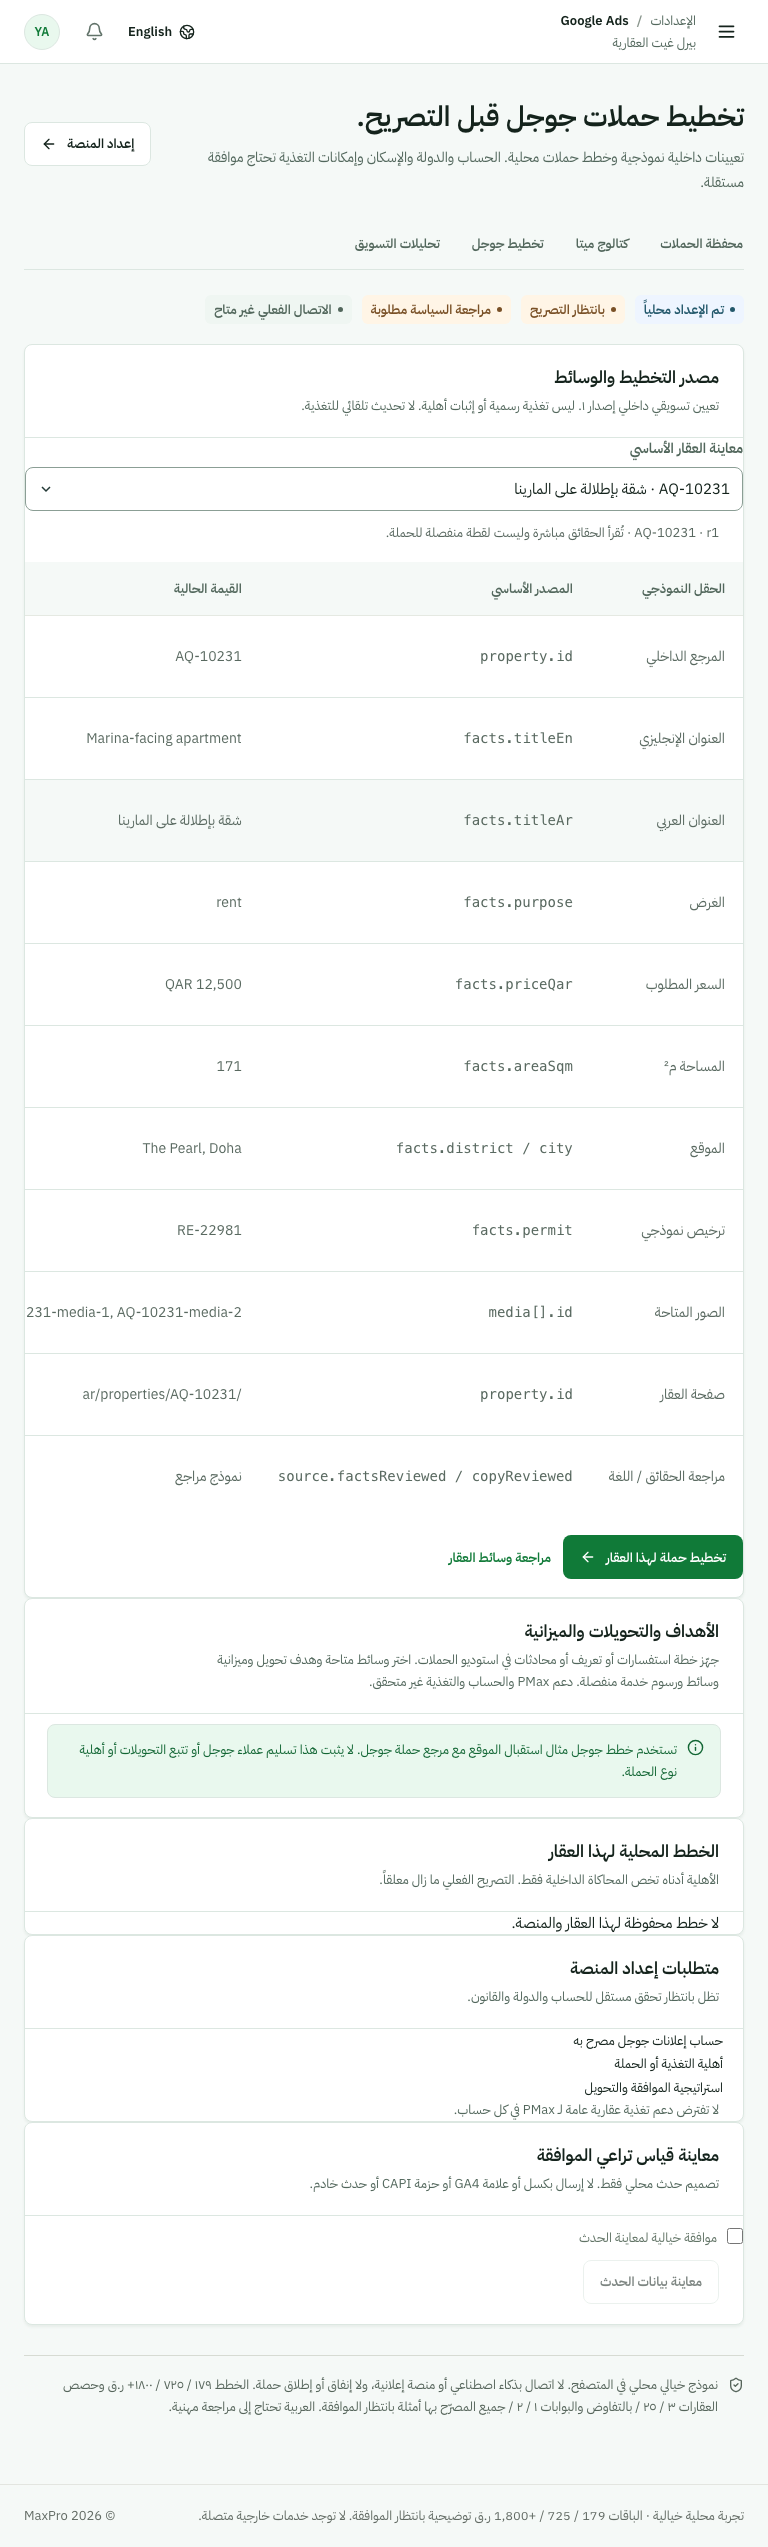 الإعدادات / Google Ads
بيرل غيت العقارية
English
YA
تخطيط حملات جوجل قبل التصريح.
تعيينات داخلية نموذجية وخطط حملات محلية. الحساب والدولة والإسكان وإمكانات التغذية تحتاج موافقة
مستقلة.
إعداد المنصة
محفظة الحملات
كتالوج ميتا
تخطيط جوجل
تحليلات التسويق
تم الإعداد محلياً
بانتظار التصريح
مراجعة السياسة مطلوبة
الاتصال الفعلي غير متاح
مصدر التخطيط والوسائط
تعيين تسويقي داخلي إصدار ١. ليس تغذية رسمية أو إثبات أهلية. لا تحديث تلقائي للتغذية.
معاينة العقار الأساسي
AQ-10231 · شقة بإطلالة على المارينا
AQ-10231 · r1 · تُقرأ الحقائق مباشرة وليست لقطة منفصلة للحملة.
الحقل النموذجي المصدر الأساسي القيمة الحالية
المرجع الداخلي property.id AQ-10231
العنوان الإنجليزي facts.titleEn Marina-facing apartment
العنوان العربي facts.titleAr شقة بإطلالة على المارينا
الغرض facts.purpose rent
السعر المطلوب facts.priceQar QAR 12,500
المساحة م² facts.areaSqm 171
الموقع facts.district / city The Pearl, Doha
ترخيص نموذجي facts.permit RE-22981
الصور المتاحة media[].id 231-media-1, AQ-10231-media-2
صفحة العقار property.id ar/properties/AQ-10231/
مراجعة الحقائق / اللغة source.factsReviewed / copyReviewed نموذج مراجع
تخطيط حملة لهذا العقار
مراجعة وسائط العقار
الأهداف والتحويلات والميزانية
جهّز خطة استفسارات أو تعريف أو محادثات في استوديو الحملات. اختر وسائط متاحة وهدف تحويل وميزانية
وسائط ورسوم خدمة منفصلة. دعم PMax والحساب والتغذية غير متحقق.
تستخدم خطط جوجل مثال استقبال الموقع مع مرجع حملة جوجل. لا يثبت هذا تسليم عملاء جوجل أو تتبع التحويلات أو أهلية
نوع الحملة.
الخطط المحلية لهذا العقار
الأهلية أدناه تخص المحاكاة الداخلية فقط. التصريح الفعلي ما زال معلقاً.
لا خطط محفوظة لهذا العقار والمنصة.
متطلبات إعداد المنصة
تظل بانتظار تحقق مستقل للحساب والدولة والقانون.
حساب إعلانات جوجل مصرح به
أهلية التغذية أو الحملة
استراتيجية الموافقة والتحويل
لا تفترض دعم تغذية عقارية عامة لـ PMax في كل حساب.
معاينة قياس تراعي الموافقة
تصميم حدث محلي فقط. لا إرسال بكسل أو علامة GA4 أو حزمة CAPI أو حدث خادم.
موافقة خيالية لمعاينة الحدث
معاينة بيانات الحدث
نموذج خيالي محلي في المتصفح. لا اتصال بذكاء اصطناعي أو منصة إعلانية، ولا إنفاق أو إطلاق حملة. الخطط ١٧٩ / ٧٢٥ / ١٨٠٠+ ر.ق وحصص
العقارات ٣ / ٢٥ / بالتفاوض والبوابات ١ / ٢ / جميع المصرّح بها أمثلة بانتظار الموافقة. العربية تحتاج إلى مراجعة مهنية.
تجربة محلية خيالية · الباقات 179 / 725 / +1,800 ر.ق توضيحية بانتظار الموافقة. لا توجد خدمات خارجية متصلة.
© 2026 MaxPro